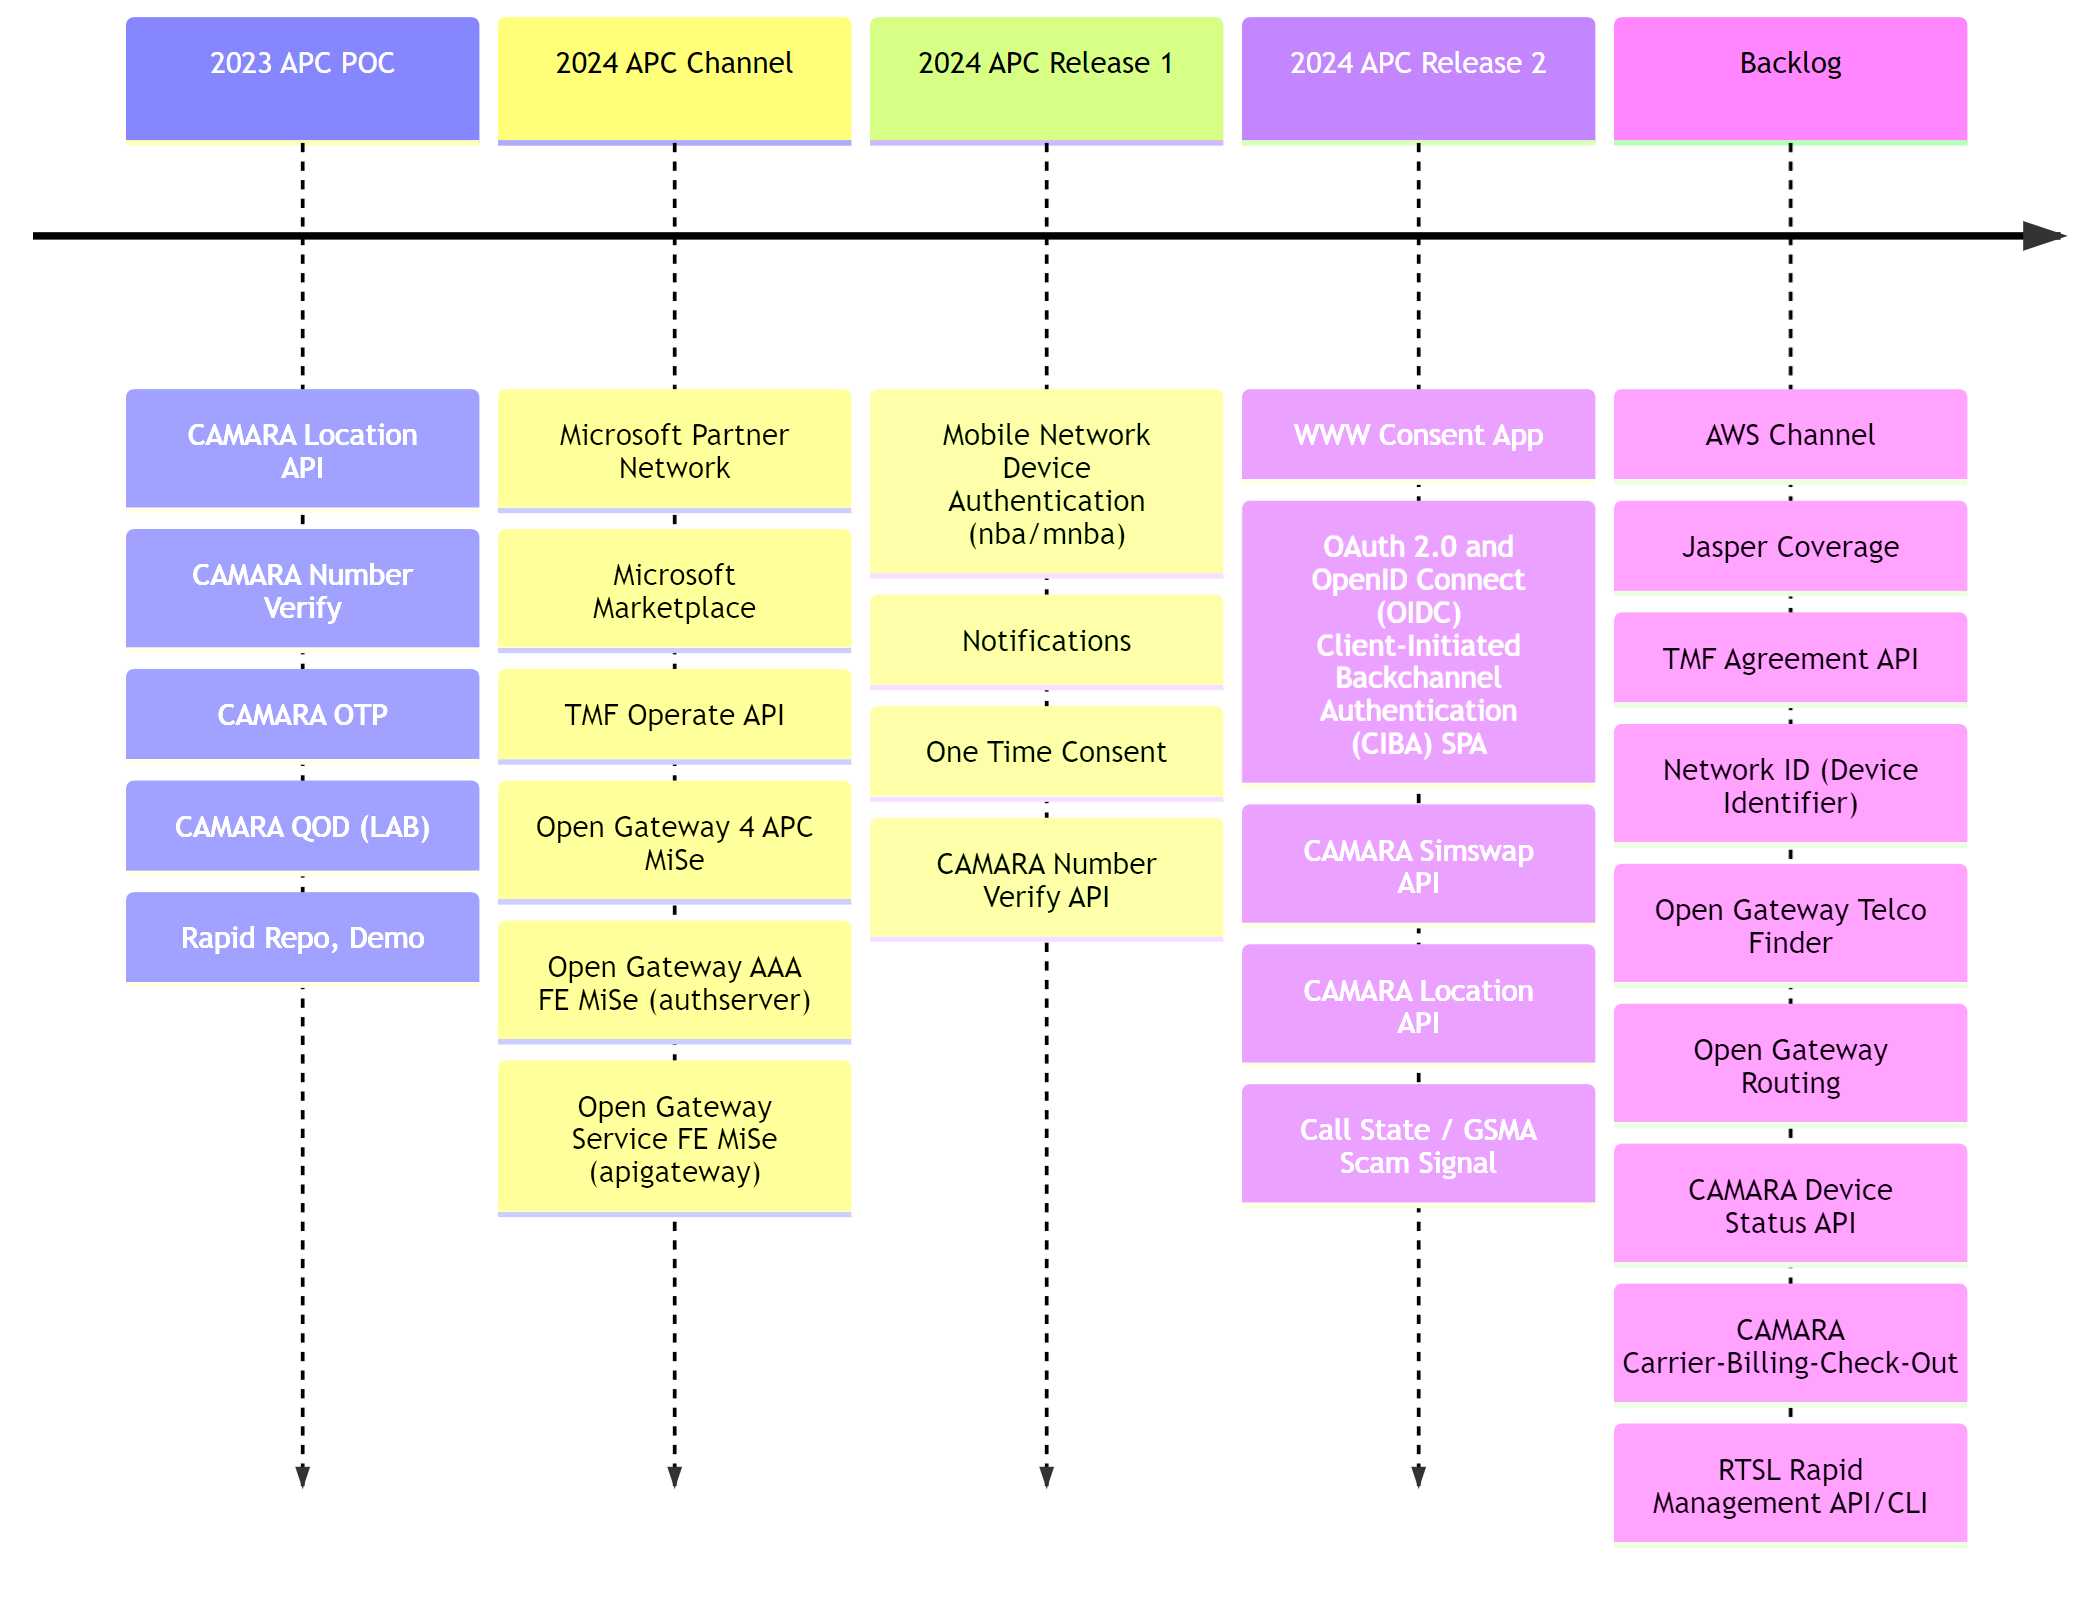 2023 APC POC
2024 APC Channel
2024 APC Release 1
2024 APC Release 2
Backlog
CAMARA Location
API
CAMARA Number
Verify
CAMARA OTP
CAMARA QOD (LAB)
Rapid Repo, Demo
Microsoft Partner
Network
Microsoft
Marketplace
TMF Operate API
Open Gateway 4 APC
MiSe
Open Gateway AAA
FE MiSe (authserver)
Open Gateway
Service FE MiSe
(apigateway)
Mobile Network
Device
Authentication
(nba/mnba)
Notifications
One Time Consent
CAMARA Number
Verify API
WWW Consent App
OAuth 2.0 and
OpenID Connect
(OIDC)
Client-Initiated
Backchannel
Authentication
(CIBA) SPA
CAMARA Simswap
API
CAMARA Location
API
Call State / GSMA
Scam Signal
AWS Channel
Jasper Coverage
TMF Agreement API
Network ID (Device
Identifier)
Open Gateway Telco
Finder
Open Gateway
Routing
CAMARA Device
Status API
CAMARA
Carrier-Billing-Check-Out
RTSL Rapid
Management API/CLI